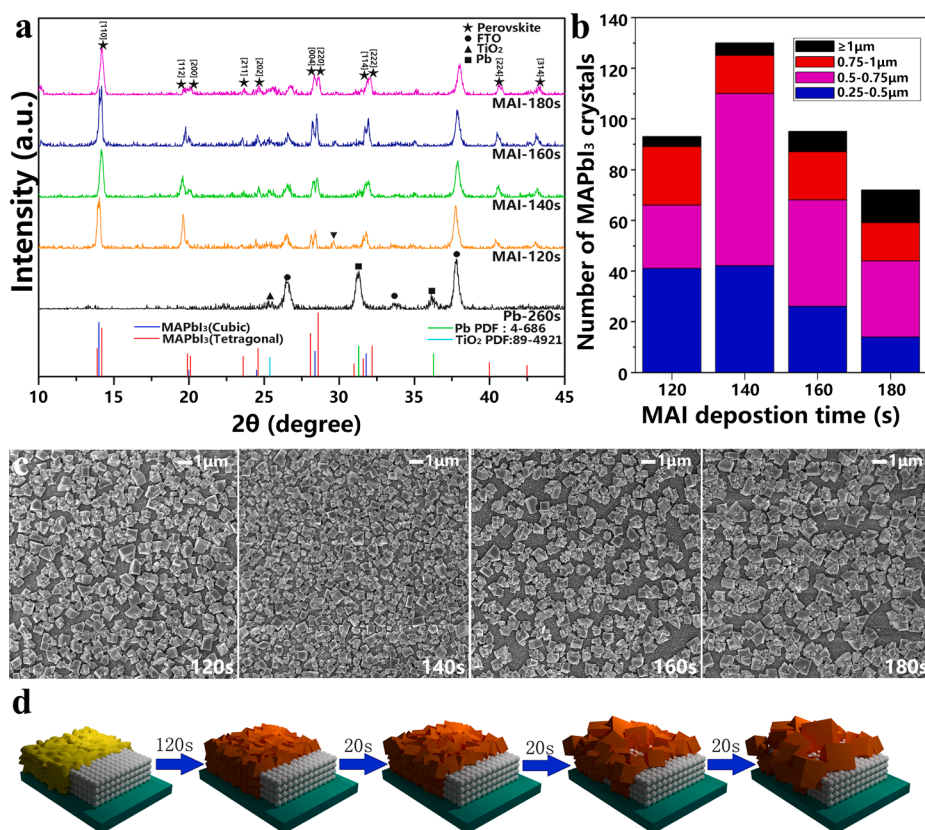 a
Intensity (a.u.)
★ Perovskite
● FTO
▲ TiO₂
■ Pb
[110]
[112]
[200]
[211]
[202]
[004]
[220]
[114]
[222]
[224]
[314]
MAI-180s
MAI-160s
MAI-140s
MAI-120s
Pb-260s
MAPbI₃(Cubic)
MAPbI₃(Tetragonal)
Pb PDF : 4-686
TiO₂ PDF:89-4921
10 15 20 25 30 35 40 45
2θ (degree)
b
Number of MAPbI₃ crystals
140
120
100
80
60
40
20
0
≥1μm
0.75-1μm
0.5-0.75μm
0.25-0.5μm
120 140 160 180
MAI depostion time (s)
c
1μm
120s
1μm
140s
1μm
160s
1μm
180s
d
120s
20s
20s
20s